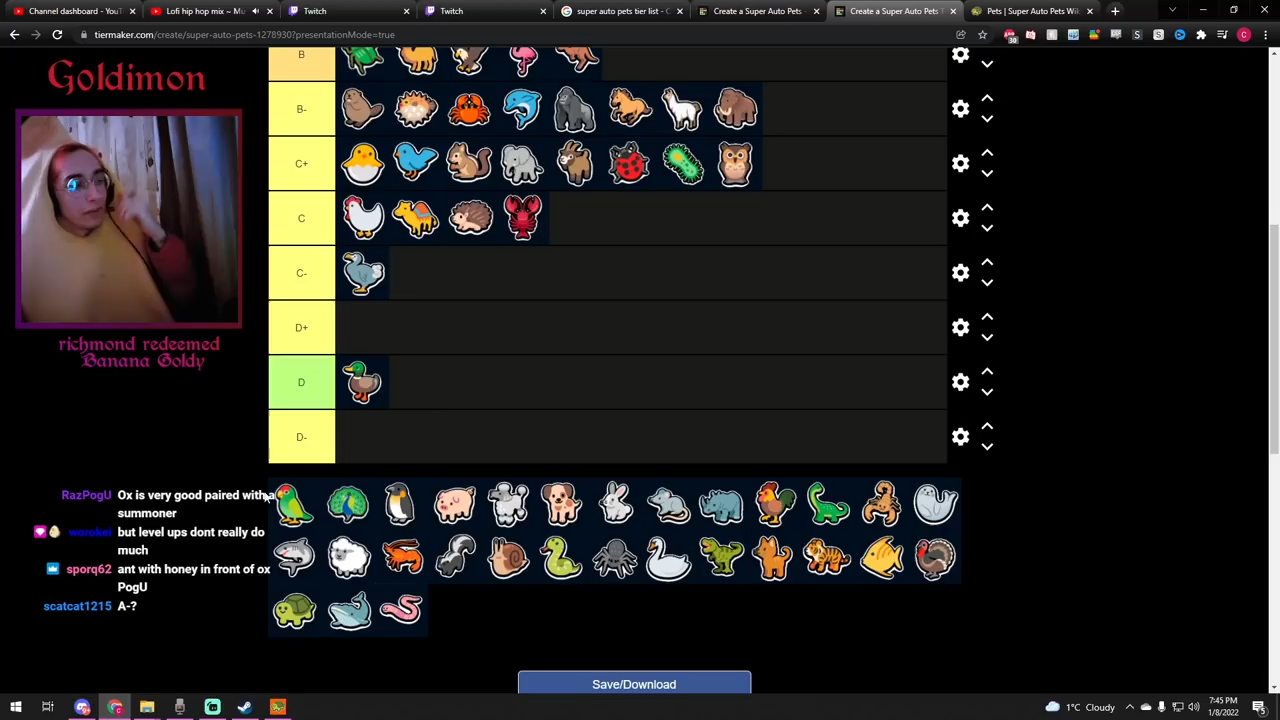 Channel dashboard - YouT
Lofi hip hop mix — Mu
Twitch
Twitch
super auto pets tier list - G
Create a Super Auto Pets
Create a Super Auto Pets T
Pets | Super Auto Pets Wik
tiermaker.com/create/super-auto-pets-1278930?presentationMode=true
Goldimon
richmond redeemed
Banana Goldy
B
B-
C+
C
C-
D+
D
D-
RazPogU Ox is very good paired with a
summoner
worokei but level ups dont really do
much
sporq62 ant with honey in front of ox
PogU
scatcat1215 A-?
Save/Download
1°C Cloudy
7:45 PM
1/8/2022